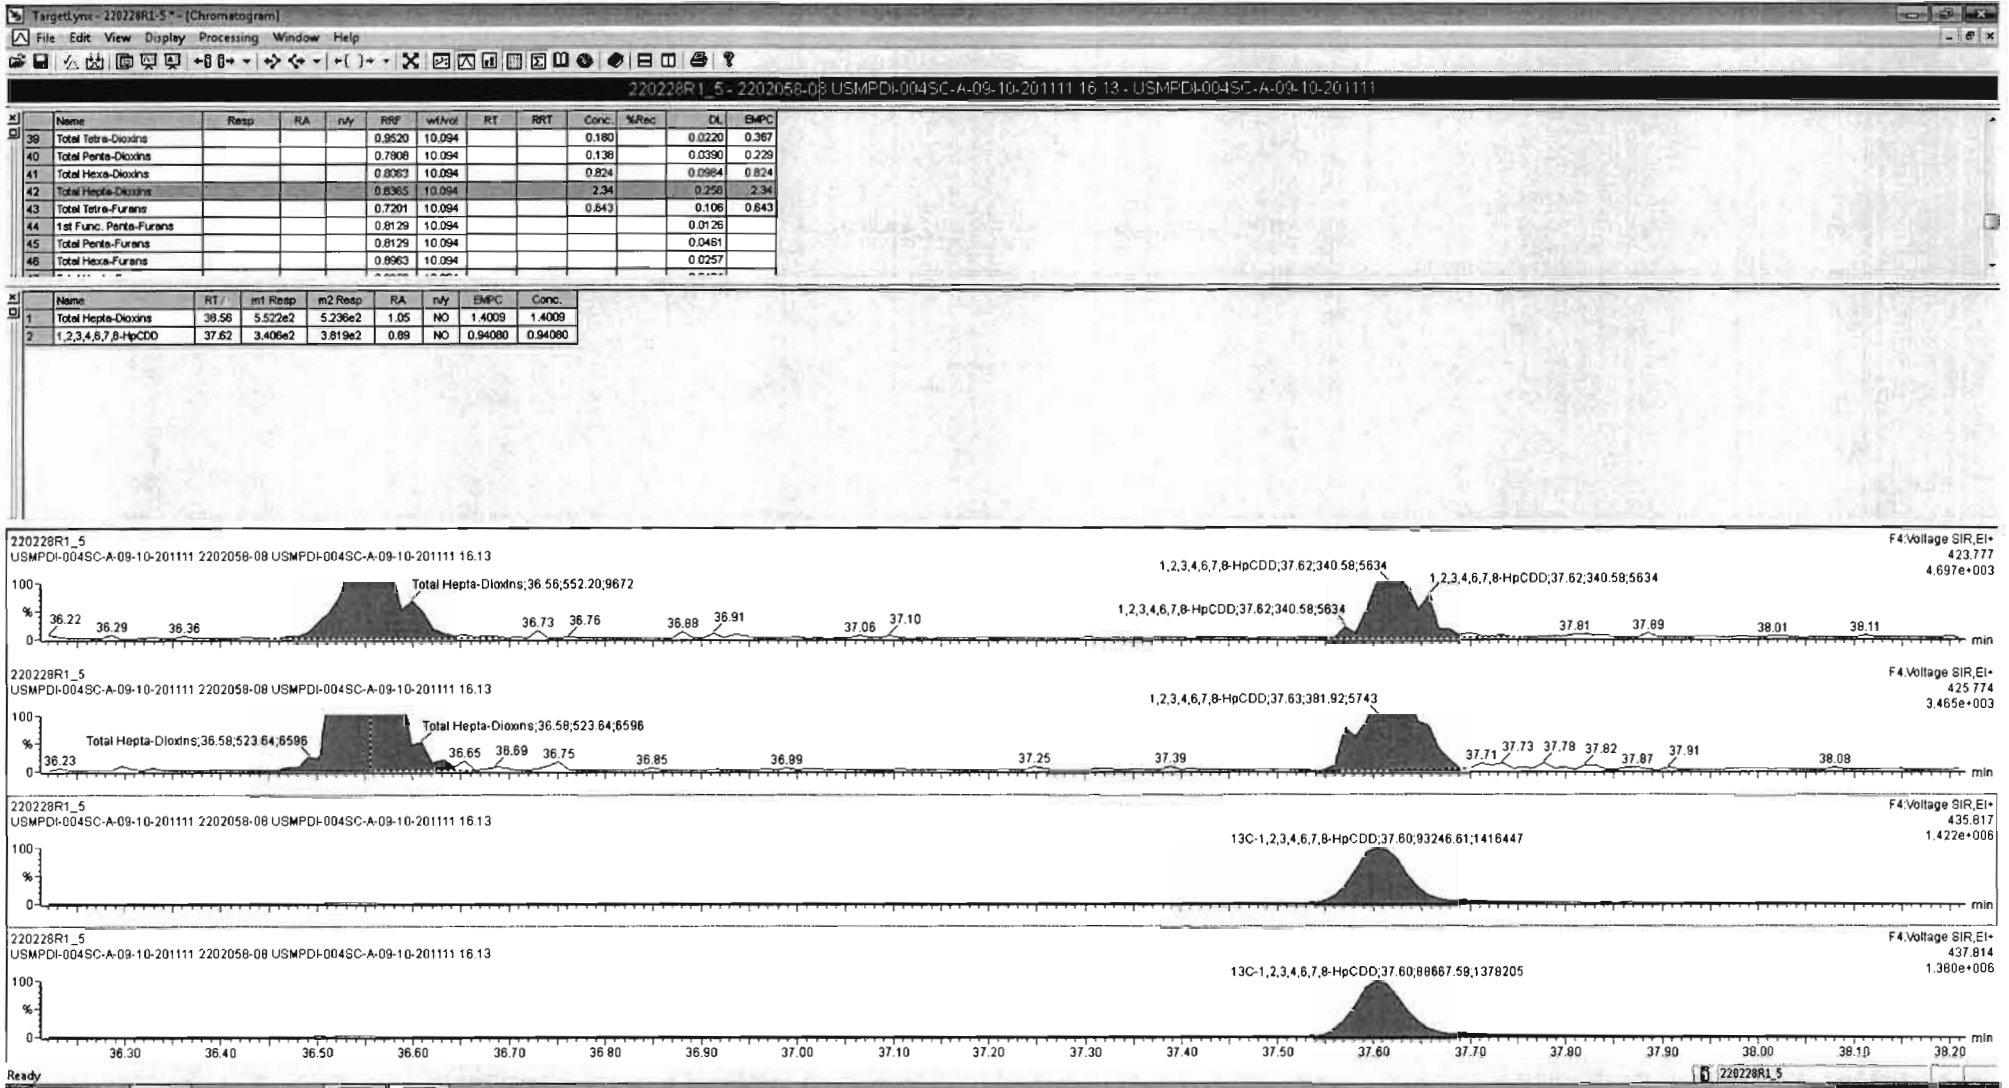 TargetLynx - 220228R1-5 * - [Chromatogram]
File Edit View Display Processing Window Help
220228R1_5 - 2202058-08 USMPDI-004SC-A-09-10-201111 16.13 - USMPDI-004SC-A-09-10-201111
Name Resp RA n/y RRF wt/vol RT RRT Conc. %Rec DL EMPC
39 Total Tetra-Dioxins 0.9520 10.094 0.180 0.0220 0.367
40 Total Penta-Dioxins 0.7808 10.094 0.138 0.0390 0.229
41 Total Hexa-Dioxins 0.8063 10.094 0.824 0.0984 0.824
42 Total Hepta-Dioxins 0.8365 10.094 2.34 0.258 2.34
43 Total Tetra-Furans 0.7201 10.094 0.643 0.106 0.643
44 1st Func. Penta-Furans 0.8129 10.094 0.0126
45 Total Penta-Furans 0.8129 10.094 0.0461
46 Total Hexa-Furans 0.8963 10.094 0.0257
Name RT / m1 Resp m2 Resp RA n/y EMPC Conc.
1 Total Hepta-Dioxins 36.56 5.522e2 5.236e2 1.05 NO 1.4009 1.4009
2 1,2,3,4,6,7,8-HpCDD 37.62 3.406e2 3.819e2 0.89 NO 0.94080 0.94080
220228R1_5 F4:Voltage SIR,EI+
USMPDI-004SC-A-09-10-201111 2202058-08 USMPDI-004SC-A-09-10-201111 16.13 423.777
4.697e+003
1,2,3,4,6,7,8-HpCDD;37.62;340.58;5634
100 Total Hepta-Dioxins;36.56;552.20;9672 1,2,3,4,6,7,8-HpCDD;37.62;340.58;5634
% 1,2,3,4,6,7,8-HpCDD;37.62;340.58;5634
36.22 36.29 36.36 36.73 36.76 36.88 36.91 37.06 37.10 37.81 37.89 38.01 38.11
0 min
220228R1_5 F4:Voltage SIR,EI+
USMPDI-004SC-A-09-10-201111 2202058-08 USMPDI-004SC-A-09-10-201111 16.13 425.774
3.465e+003
1,2,3,4,6,7,8-HpCDD;37.63;381.92;5743
100 Total Hepta-Dioxins;36.58;523.64;6596
% Total Hepta-Dioxins;36.58;523.64;6596
36.23 36.65 36.69 36.75 36.85 36.99 37.25 37.39 37.71 37.73 37.78 37.82 37.87 37.91 38.08
0 min
220228R1_5 F4:Voltage SIR,EI+
USMPDI-004SC-A-09-10-201111 2202058-08 USMPDI-004SC-A-09-10-201111 16.13 435.817
1.422e+006
13C-1,2,3,4,6,7,8-HpCDD;37.60;93246.61;1416447
100
%
0 min
220228R1_5 F4:Voltage SIR,EI+
USMPDI-004SC-A-09-10-201111 2202058-08 USMPDI-004SC-A-09-10-201111 16.13 437.814
1.380e+006
13C-1,2,3,4,6,7,8-HpCDD;37.60;88667.59;1378205
100
%
0 min
36.30 36.40 36.50 36.60 36.70 36.80 36.90 37.00 37.10 37.20 37.30 37.40 37.50 37.60 37.70 37.80 37.90 38.00 38.10 38.20
Ready 220228R1_5